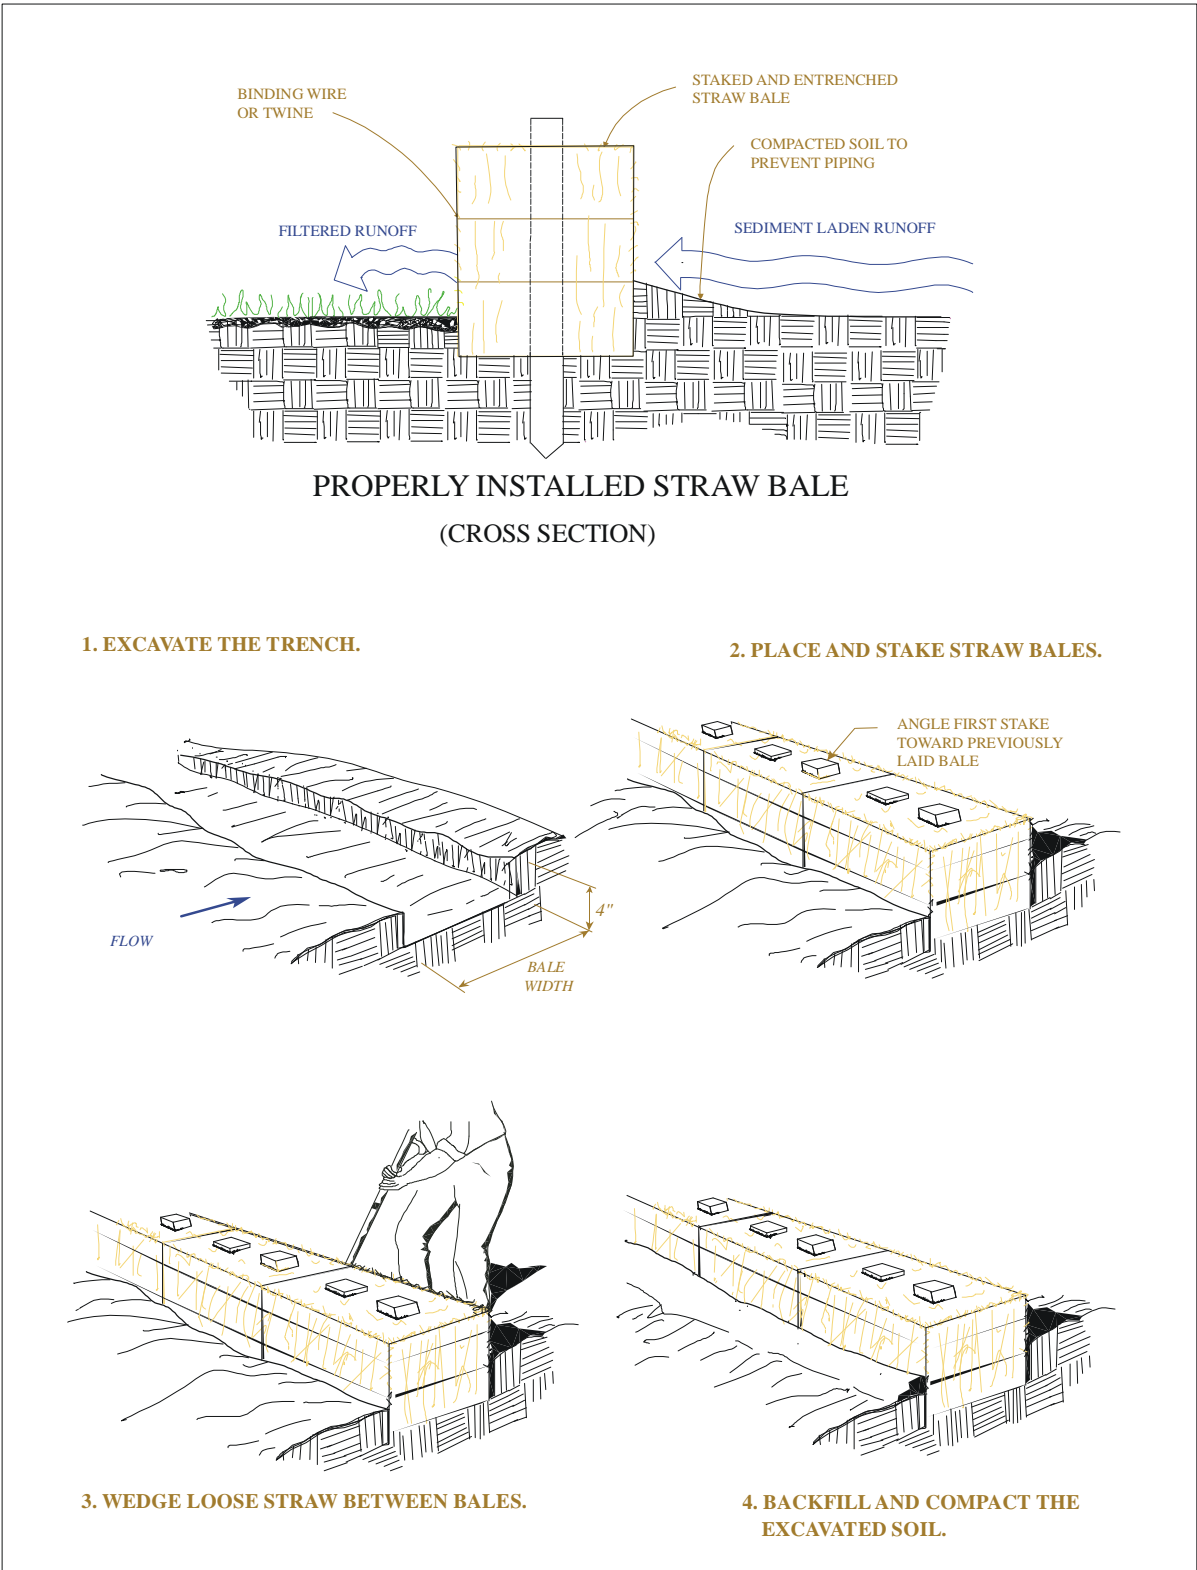 BINDING WIRE
OR TWINE
STAKED AND ENTRENCHED
STRAW BALE
COMPACTED SOIL TO
PREVENT PIPING
FILTERED RUNOFF
SEDIMENT LADEN RUNOFF
PROPERLY INSTALLED STRAW BALE
(CROSS SECTION)
1. EXCAVATE THE TRENCH.
2. PLACE AND STAKE STRAW BALES.
ANGLE FIRST STAKE
TOWARD PREVIOUSLY
LAID BALE
FLOW
4"
BALE
WIDTH
3. WEDGE LOOSE STRAW BETWEEN BALES.
4. BACKFILL AND COMPACT THE
EXCAVATED SOIL.